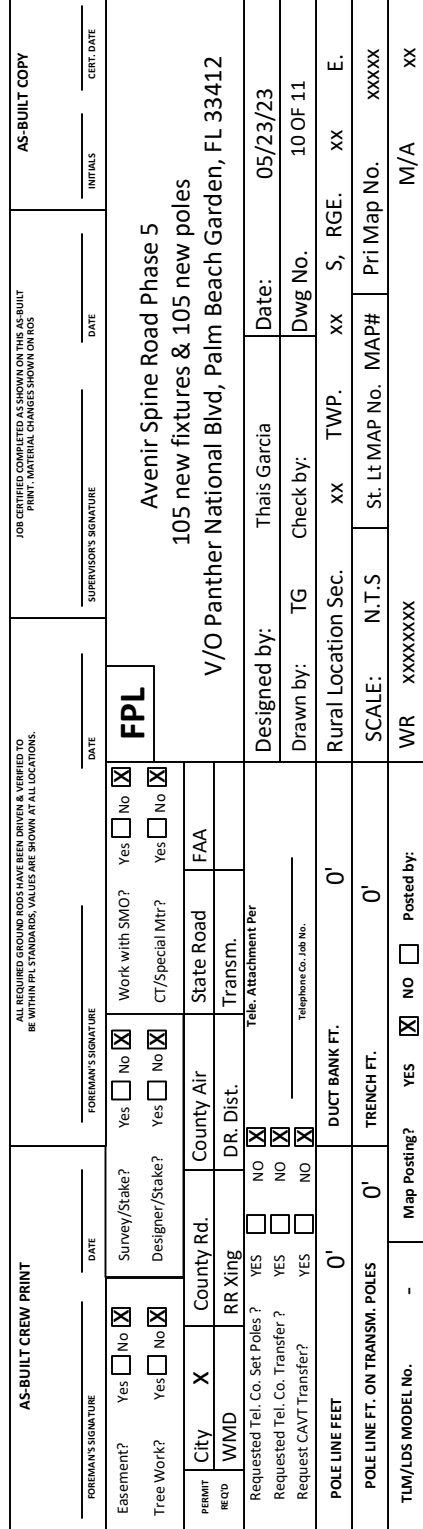 AS-BUILT CREW PRINT
FOREMAN'S SIGNATURE DATE
ALL REQUIRED GROUND RODS HAVE BEEN DRIVEN & VERIFIED TO
BE WITHIN FPL STANDARDS, VALUES ARE SHOWN AT ALL LOCATIONS.
FOREMAN'S SIGNATURE DATE
JOB CERTIFIED COMPLETED AS SHOWN ON THIS AS-BUILT
PRINT. MATERIAL CHANGES SHOWN ON ROS
SUPERVISOR'S SIGNATURE DATE
AS-BUILT COPY
INITIALS CERT. DATE
Easement? Yes No X Survey/Stake? Yes No X Work with SMO? Yes No X
Tree Work? Yes No X Designer/Stake? Yes No X CT/Special Mtr? Yes No X
PERMIT
REQ'D
City X County Rd. County Air State Road FAA
WMD RR Xing DR. Dist. Transm.
Requested Tel. Co. Set Poles ? YES NO X
Requested Tel. Co. Transfer ? YES NO X
Request CAVT Transfer? YES NO X
Tele. Attachment Per
Telephone Co. Job No.
POLE LINE FEET 0' DUCT BANK FT. 0'
POLE LINE FT. ON TRANSM. POLES 0' TRENCH FT. 0'
TLM/LDS MODEL No. - Map Posting? YES X NO Posted by:
FPL
Avenir Spine Road Phase 5
105 new fixtures & 105 new poles
V/O Panther National Blvd, Palm Beach Garden, FL 33412
Designed by: Thais Garcia Date: 05/23/23
Drawn by: TG Check by: Dwg No. 10 OF 11
Rural Location Sec. xx TWP. xx S, RGE. xx E.
SCALE: N.T.S St. Lt MAP No. MAP# Pri Map No. xxxxx
WR xxxxxxxx M/A xx